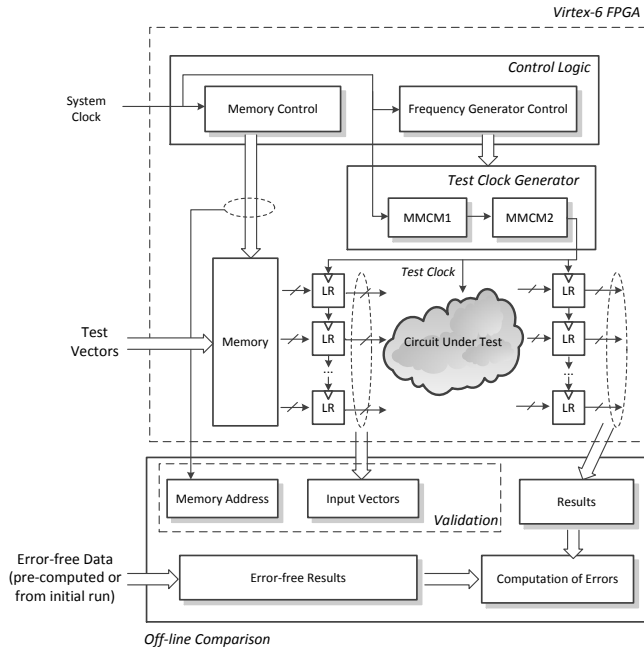 Virtex-6 FPGA
Control Logic
System
Clock
Memory Control
Frequency Generator Control
Test Clock Generator
MMCM1
MMCM2
Test Clock
LR
LR
Test
Vectors
Memory
LR
Circuit Under Test
LR
...
...
LR
LR
Memory Address
Input Vectors
Results
Validation
Error-free Data
(pre-computed or
from initial run)
Error-free Results
Computation of Errors
Off-line Comparison